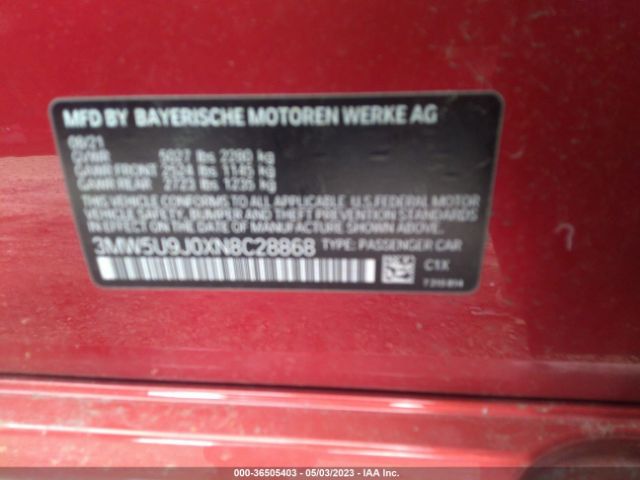 MFD BY BAYERISCHE MOTOREN WERKE AG
08/21
GVWR 5027 lbs 2280 kg
GAWR FRONT 2524 lbs 1145 kg
GAWR REAR 2723 lbs 1235 kg
THIS VEHICLE CONFORMS TO ALL APPLICABLE U.S. FEDERAL MOTOR
VEHICLE SAFETY, BUMPER AND THEFT PREVENTION STANDARDS IN
EFFECT ON THE DATE OF MANUFACTURE SHOWN ABOVE.
3MW5U9J0XN8C28868 TYPE: PASSENGER CAR
C1X
000-36505403 - 05/03/2023 - IAA Inc.